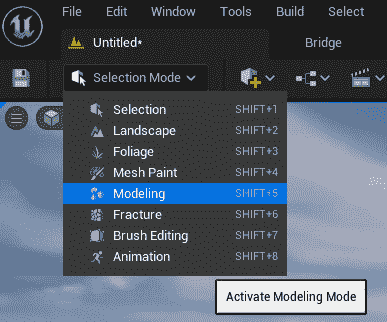 File Edit Window Tools Build Select
Untitled* Bridge
Selection Mode
Selection SHIFT+1
Landscape SHIFT+2
Foliage SHIFT+3
Mesh Paint SHIFT+4
Modeling SHIFT+5
Fracture SHIFT+6
Brush Editing SHIFT+7
Animation SHIFT+8
Activate Modeling Mode